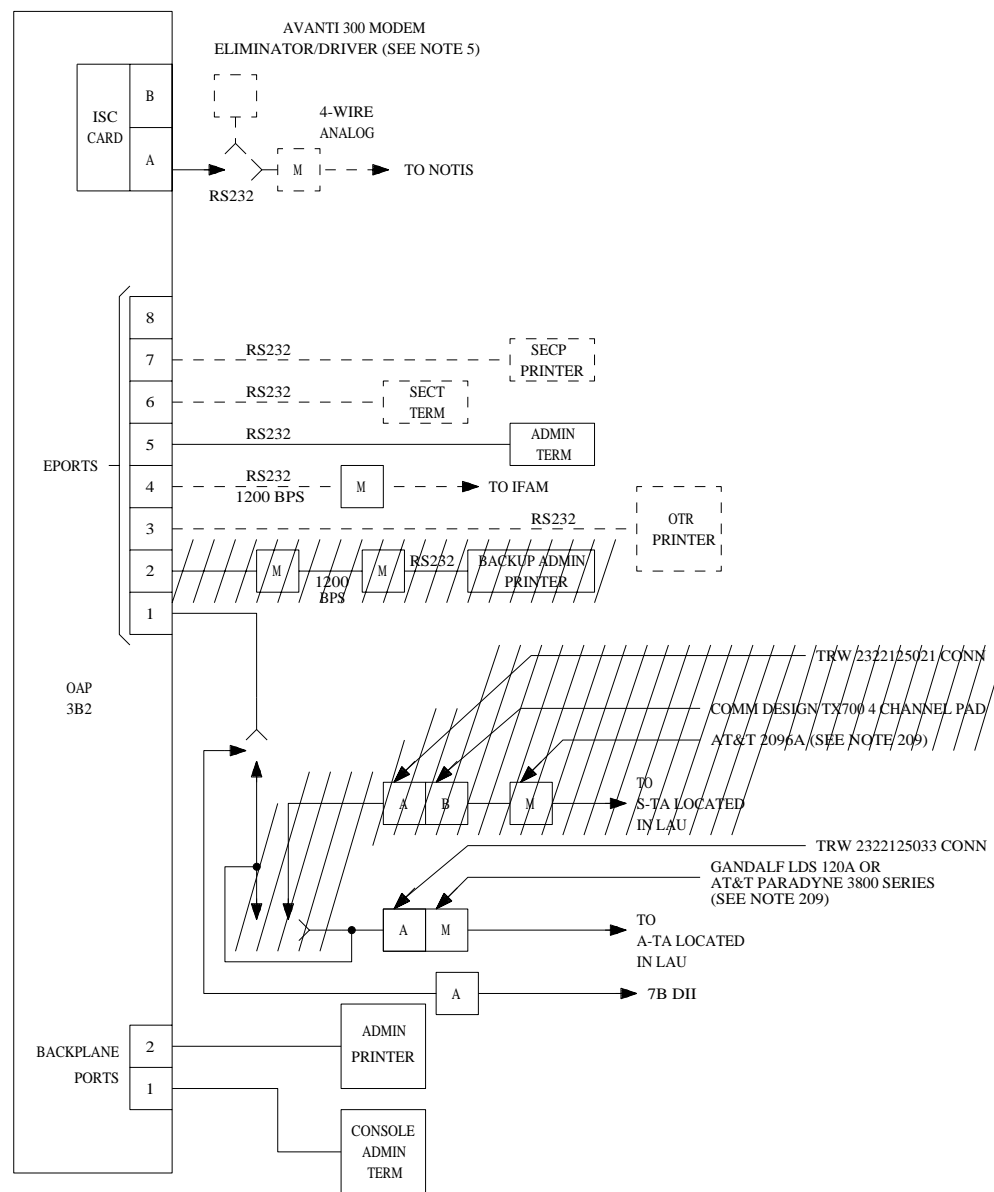 AVANTI 300 MODEM
ELIMINATOR/DRIVER (SEE NOTE 5)
B
ISC
CARD
4-WIRE
ANALOG
A
M
TO NOTIS
RS232
8
7
RS232
SECP
PRINTER
6
RS232
SECT
TERM
5
RS232
ADMIN
TERM
EPORTS
4
RS232
1200 BPS
M
TO IFAM
3
RS232
OTR
PRINTER
2
M
1200
BPS
M
RS232
BACKUP ADMIN
PRINTER
1
TRW 2322125021 CONN
OAP
3B2
COMM DESIGN TX700 4 CHANNEL PAD
AT&T 2096A (SEE NOTE 209)
A
B
M
TO
S-TA LOCATED
IN LAU
TRW 2322125033 CONN
GANDALF LDS 120A OR
AT&T PARADYNE 3800 SERIES
(SEE NOTE 209)
A
M
TO
A-TA LOCATED
IN LAU
A
7B DII
BACKPLANE
PORTS
2
ADMIN
PRINTER
1
CONSOLE
ADMIN
TERM